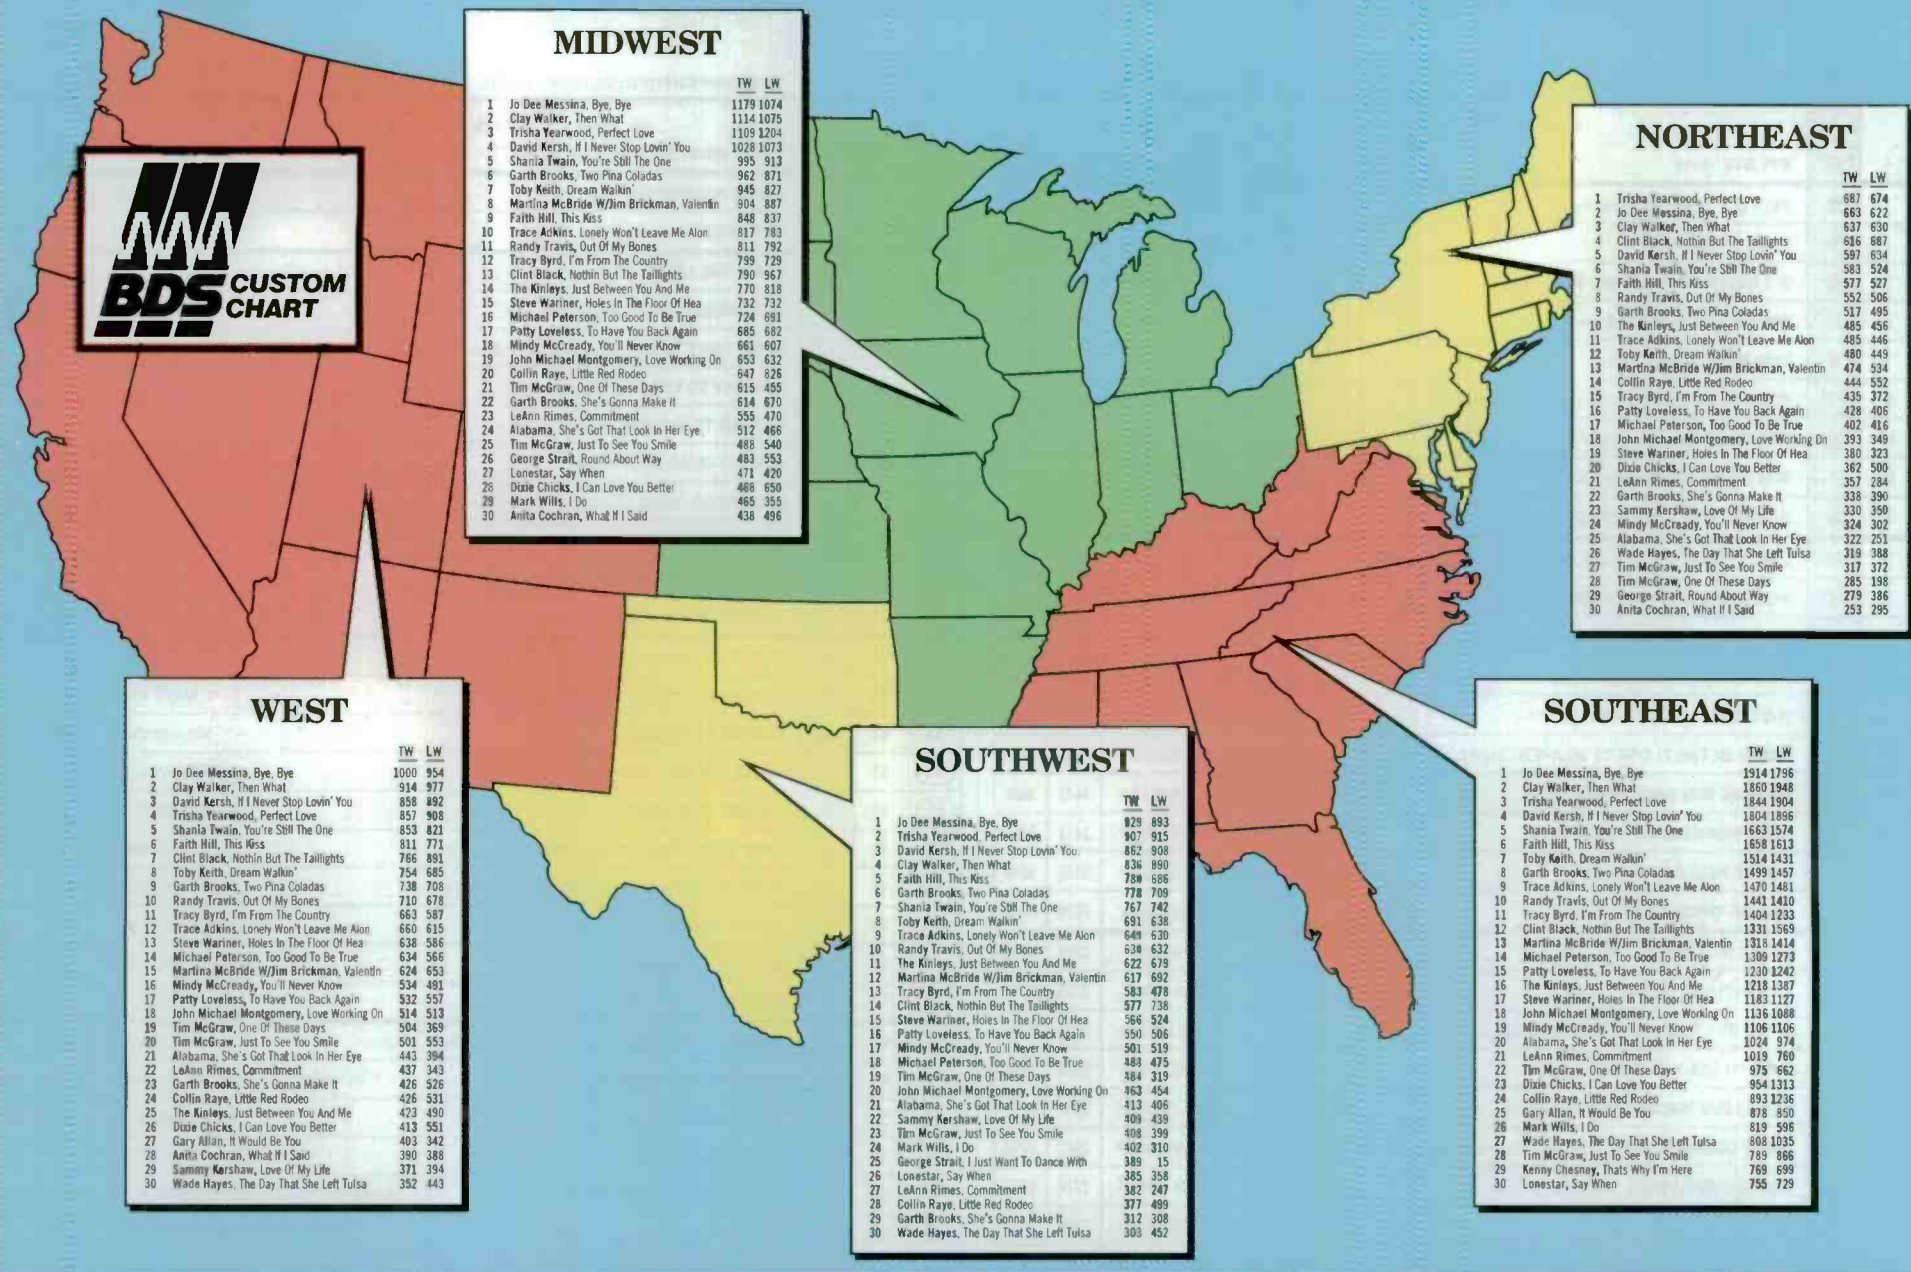 MIDWEST
TW LW
1 Jo Dee Messina, Bye, Bye 1179 1074
2 Clay Walker, Then What 1114 1075
3 Trisha Yearwood, Perfect Love 1109 1204
4 David Kersh, If I Never Stop Lovin' You 1028 1073
5 Shania Twain, You're Still The One 995 913
6 Garth Brooks, Two Pina Coladas 962 871
7 Toby Keith, Dream Walkin' 945 827
8 Martina McBride W/Jim Brickman, Valentin 904 887
9 Faith Hill, This Kiss 848 837
10 Trace Adkins, Lonely Won't Leave Me Alon 817 783
11 Randy Travis, Out Of My Bones 811 792
12 Tracy Byrd, I'm From The Country 799 729
13 Clint Black, Nothin But The Taillights 790 967
14 The Kinleys, Just Between You And Me 770 818
15 Steve Wariner, Holes In The Floor Of Hea 732 732
16 Michael Peterson, Too Good To Be True 724 691
17 Patty Loveless, To Have You Back Again 685 682
18 Mindy McCready, You'll Never Know 661 607
19 John Michael Montgomery, Love Working On 653 632
20 Collin Raye, Little Red Rodeo 647 826
21 Tim McGraw, One Of These Days 615 455
22 Garth Brooks, She's Gonna Make It 614 670
23 LeAnn Rimes, Commitment 555 470
24 Alabama, She's Got That Look In Her Eye 512 466
25 Tim McGraw, Just To See You Smile 488 540
26 George Strait, Round About Way 483 553
27 Lonestar, Say When 471 420
28 Dixie Chicks, I Can Love You Better 468 650
29 Mark Wills, I Do 465 355
30 Anita Cochran, What If I Said 438 496
NORTHEAST
TW LW
1 Trisha Yearwood, Perfect Love 687 674
2 Jo Dee Messina, Bye, Bye 663 622
3 Clay Walker, Then What 637 630
4 Clint Black, Nothin But The Taillights 616 687
5 David Kersh, If I Never Stop Lovin' You 597 634
6 Shania Twain, You're Still The One 583 524
7 Faith Hill, This Kiss 577 527
8 Randy Travis, Out Of My Bones 552 506
9 Garth Brooks, Two Pina Coladas 517 495
10 The Kinleys, Just Between You And Me 485 456
11 Trace Adkins, Lonely Won't Leave Me Alon 485 446
12 Toby Keith, Dream Walkin' 480 449
13 Martina McBride W/Jim Brickman, Valentin 474 534
14 Collin Raye, Little Red Rodeo 444 552
15 Tracy Byrd, I'm From The Country 435 372
16 Patty Loveless, To Have You Back Again 428 406
17 Michael Peterson, Too Good To Be True 402 416
18 John Michael Montgomery, Love Working On 393 349
19 Steve Wariner, Holes In The Floor Of Hea 380 323
20 Dixie Chicks, I Can Love You Better 362 500
21 LeAnn Rimes, Commitment 357 284
22 Garth Brooks, She's Gonna Make It 338 390
23 Sammy Kershaw, Love Of My Life 330 350
24 Mindy McCready, You'll Never Know 324 302
25 Alabama, She's Got That Look In Her Eye 322 251
26 Wade Hayes, The Day That She Left Tulsa 319 388
27 Tim McGraw, Just To See You Smile 317 372
28 Tim McGraw, One Of These Days 285 198
29 George Strait, Round About Way 279 386
30 Anita Cochran, What If I Said 253 295
BDS CUSTOM
CHART
WEST
TW LW
1 Jo Dee Messina, Bye, Bye 1000 954
2 Clay Walker, Then What 914 977
3 David Kersh, If I Never Stop Lovin' You 858 892
4 Trisha Yearwood, Perfect Love 857 908
5 Shania Twain, You're Still The One 853 821
6 Faith Hill, This Kiss 811 771
7 Clint Black, Nothin But The Taillights 766 891
8 Toby Keith, Dream Walkin' 754 685
9 Garth Brooks, Two Pina Coladas 738 708
10 Randy Travis, Out Of My Bones 710 678
11 Tracy Byrd, I'm From The Country 663 587
12 Trace Adkins, Lonely Won't Leave Me Alon 660 615
13 Steve Wariner, Holes In The Floor Of Hea 638 586
14 Michael Peterson, Too Good To Be True 634 566
15 Martina McBride W/Jim Brickman, Valentin 624 653
16 Mindy McCready, You'll Never Know 534 491
17 Patty Loveless, To Have You Back Again 532 557
18 John Michael Montgomery, Love Working On 514 513
19 Tim McGraw, One Of These Days 504 369
20 Tim McGraw, Just To See You Smile 501 553
21 Alabama, She's Got That Look In Her Eye 443 394
22 LeAnn Rimes, Commitment 437 343
23 Garth Brooks, She's Gonna Make It 426 526
24 Collin Raye, Little Red Rodeo 426 531
25 The Kinleys, Just Between You And Me 423 490
26 Dixie Chicks, I Can Love You Better 413 551
27 Gary Allan, It Would Be You 403 342
28 Anita Cochran, What If I Said 390 388
29 Sammy Kershaw, Love Of My Life 371 394
30 Wade Hayes, The Day That She Left Tulsa 352 443
SOUTHWEST
TW LW
1 Jo Dee Messina, Bye, Bye 929 893
2 Trisha Yearwood, Perfect Love 907 915
3 David Kersh, If I Never Stop Lovin' You 862 908
4 Clay Walker, Then What 836 890
5 Faith Hill, This Kiss 686
6 Garth Brooks, Two Pina Coladas 778 709
7 Shania Twain, You're Still The One 767 742
8 Toby Keith, Dream Walkin' 691 638
9 Trace Adkins, Lonely Won't Leave Me Alon 630
10 Randy Travis, Out Of My Bones 632
11 The Kinleys, Just Between You And Me 622 679
12 Martina McBride W/Jim Brickman, Valentin 617 692
13 Tracy Byrd, I'm From The Country 583 478
14 Clint Black, Nothin But The Taillights 577 738
15 Steve Wariner, Holes In The Floor Of Hea 566 524
16 Patty Loveless, To Have You Back Again 550 506
17 Mindy McCready, You'll Never Know 501 519
18 Michael Peterson, Too Good To Be True 488 475
19 Tim McGraw, One Of These Days 484 319
20 John Michael Montgomery, Love Working On 463 454
21 Alabama, She's Got That Look In Her Eye 413 406
22 Sammy Kershaw, Love Of My Life 409 439
23 Tim McGraw, Just To See You Smile 408 399
24 Mark Wills, I Do 402 310
25 George Strait, I Just Want To Dance With 389 15
26 Lonestar, Say When 385 358
27 LeAnn Rimes, Commitment 382 247
28 Collin Raye, Little Red Rodeo 377 499
29 Garth Brooks, She's Gonna Make It 312 308
30 Wade Hayes, The Day That She Left Tulsa 303 452
SOUTHEAST
TW LW
1 Jo Dee Messina, Bye, Bye 1914 1796
2 Clay Walker, Then What 1860 1948
3 Trisha Yearwood, Perfect Love 1844 1904
4 David Kersh, If I Never Stop Lovin' You 1804 1896
5 Shania Twain, You're Still The One 1663 1574
6 Faith Hill, This Kiss 1658 1613
7 Toby Keith, Dream Walkin' 1514 1431
8 Garth Brooks, Two Pina Coladas 1499 1457
9 Trace Adkins, Lonely Won't Leave Me Alon 1470 1481
10 Randy Travis, Out Of My Bones 1441 1410
11 Tracy Byrd, I'm From The Country 1404 1233
12 Clint Black, Nothin But The Taillights 1331 1569
13 Martina McBride W/Jim Brickman, Valentin 1318 1414
14 Michael Peterson, Too Good To Be True 1309 1273
15 Patty Loveless, To Have You Back Again 1230 1242
16 The Kinleys, Just Between You And Me 1218 1387
17 Steve Wariner, Holes In The Floor Of Hea 1183 1127
18 John Michael Montgomery, Love Working On 1136 1088
19 Mindy McCready, You'll Never Know 1106 1106
20 Alabama, She's Got That Look In Her Eye 1024 974
21 LeAnn Rimes, Commitment 1019 760
22 Tim McGraw, One Of These Days 975 662
23 Dixie Chicks, I Can Love You Better 954 1313
24 Collin Raye, Little Red Rodeo 893 1236
25 Gary Allan, It Would Be You 878 850
26 Mark Wills, I Do 819 596
27 Wade Hayes, The Day That She Left Tulsa 808 1035
28 Tim McGraw, Just To See You Smile 789 866
29 Kenny Chesney, Thats Why I'm Here 769 699
30 Lonestar, Say When 755 729